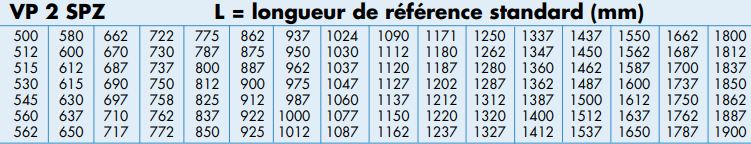 VP 2 SPZ L = longueur de référence standard (mm)
500 580 662 722 775 862 937 1024 1090 1171 1250 1337 1437 1550 1662 1800
512 600 670 730 787 875 950 1030 1112 1180 1262 1347 1450 1562 1687 1812
515 612 687 737 800 887 962 1037 1120 1187 1280 1360 1462 1587 1700 1837
530 615 690 750 812 900 975 1047 1127 1202 1287 1362 1487 1600 1737 1850
545 630 697 758 825 912 987 1060 1137 1212 1312 1387 1500 1612 1750 1862
560 637 710 762 837 922 1000 1077 1150 1220 1320 1400 1512 1637 1762 1887
562 650 717 772 850 925 1012 1087 1162 1237 1327 1412 1537 1650 1787 1900